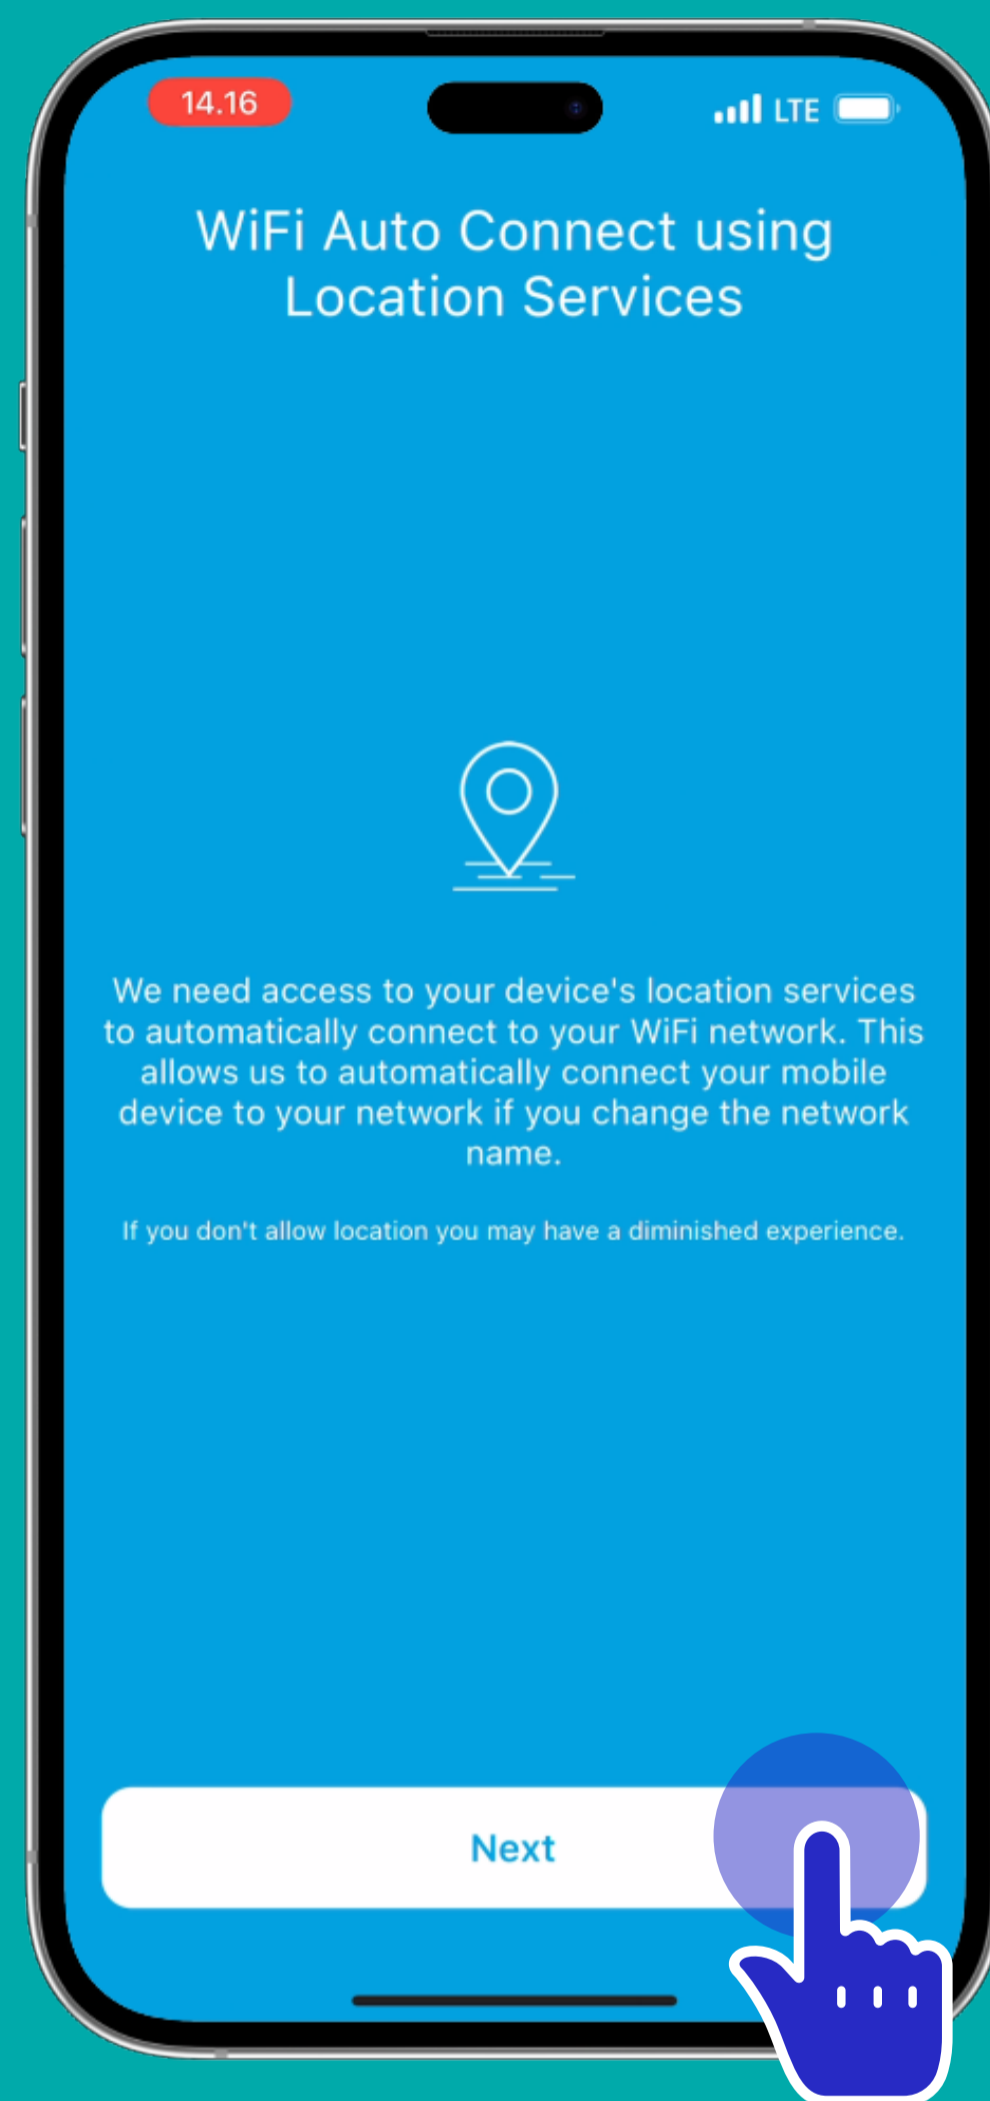 14.16
LTE
WiFi Auto Connect using
Location Services
We need access to your device's location services
to automatically connect to your WiFi network. This
allows us to automatically connect your mobile
device to your network if you change the network
name.
If you don't allow location you may have a diminished experience.
Next